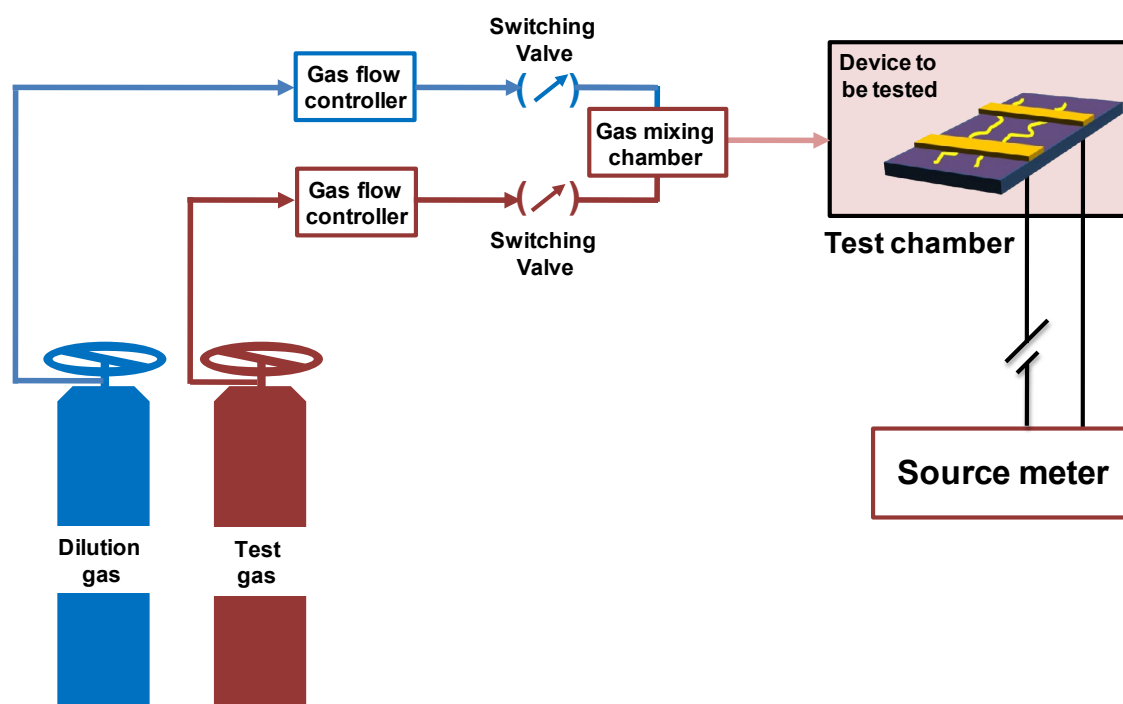 Switching
Valve
Gas flow
controller
Device to
be tested
Gas mixing
chamber
Gas flow
controller
Switching
Valve
Test chamber
Source meter
Dilution
gas
Test
gas